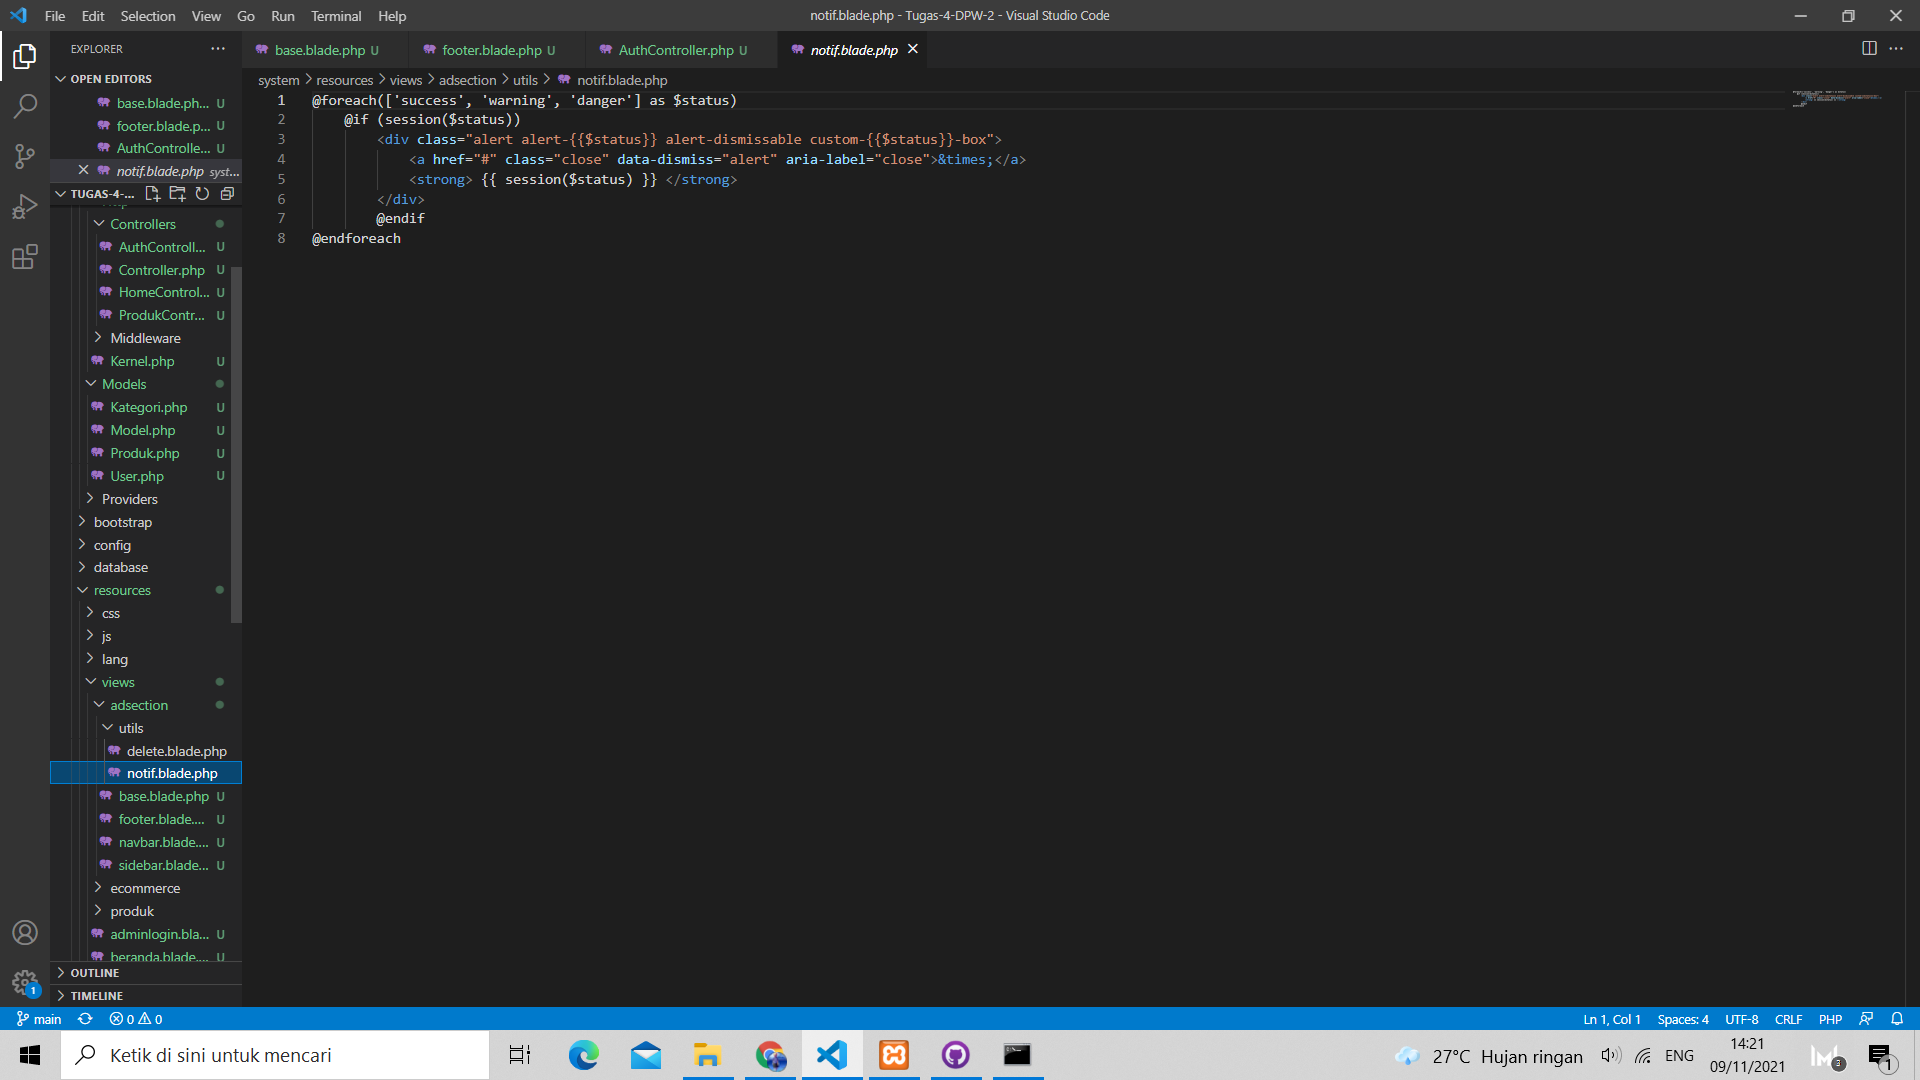 File Edit Selection View Go Run Terminal Help
notif.blade.php - Tugas-4-DPW-2 - Visual Studio Code
EXPLORER
base.blade.php U
footer.blade.php U
AuthController.php U
notif.blade.php
OPEN EDITORS
base.blade.ph... U
footer.blade.p... U
AuthControlle... U
notif.blade.php syst...
TUGAS-4-...
Controllers
AuthControll... U
Controller.php U
HomeControl... U
ProdukContr... U
Middleware
Kernel.php U
Models
Kategori.php U
Model.php U
Produk.php U
User.php U
Providers
bootstrap
config
database
resources
css
js
lang
views
adsection
utils
delete.blade.php
notif.blade.php
base.blade.php U
footer.blade.... U
navbar.blade.... U
sidebar.blade... U
ecommerce
produk
adminlogin.bla... U
beranda.blade.... U
OUTLINE
TIMELINE
system > resources > views > adsection > utils > notif.blade.php
1 @foreach(['success', 'warning', 'danger'] as $status)
2 @if (session($status))
3 <div class="alert alert-{{$status}} alert-dismissable custom-{{$status}}-box">
4 <a href="#" class="close" data-dismiss="alert" aria-label="close">&times;</a>
5 <strong> {{ session($status) }} </strong>
6 </div>
7 @endif
8 @endforeach
1
main 0 0
Ln 1, Col 1 Spaces: 4 UTF-8 CRLF PHP
Ketik di sini untuk mencari
27°C Hujan ringan
ENG
14:21
09/11/2021
3
1